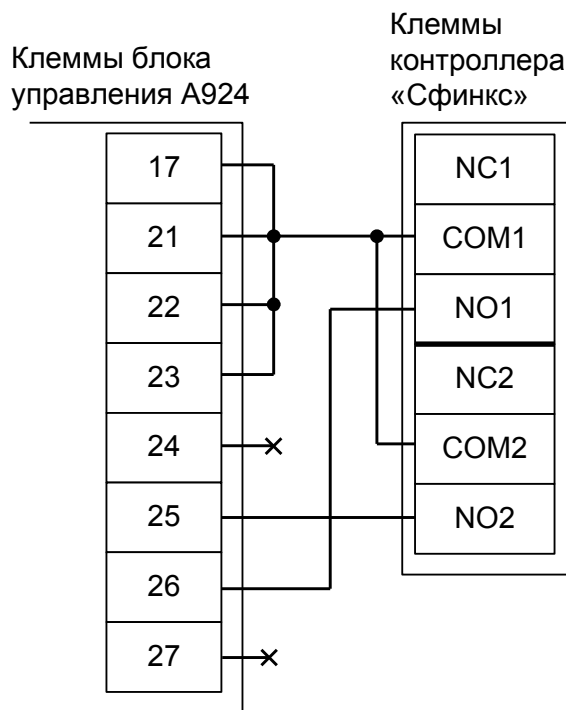 Клеммы блока
управления A924
Клеммы
контроллера
«Сфинкс»
17
21
22
23
24
25
26
27
NC1
COM1
NO1
NC2
COM2
NO2